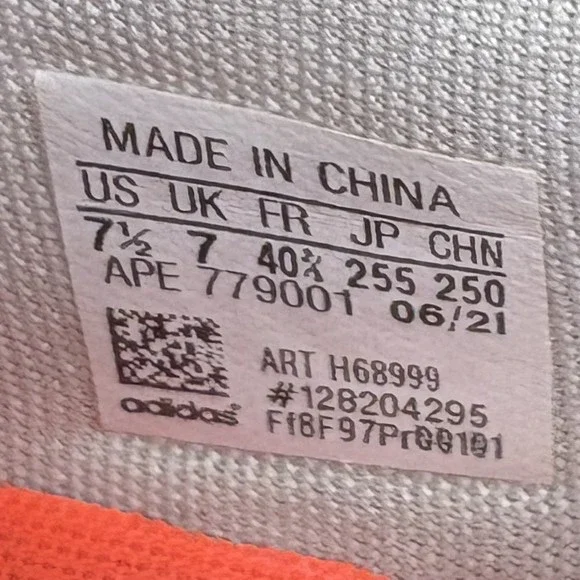 MADE IN CHINA
US UK FR JP CHN
7½ 7 40⅔ 255 250
APE 779001 06/21
ART H68999
#128204295
adidas